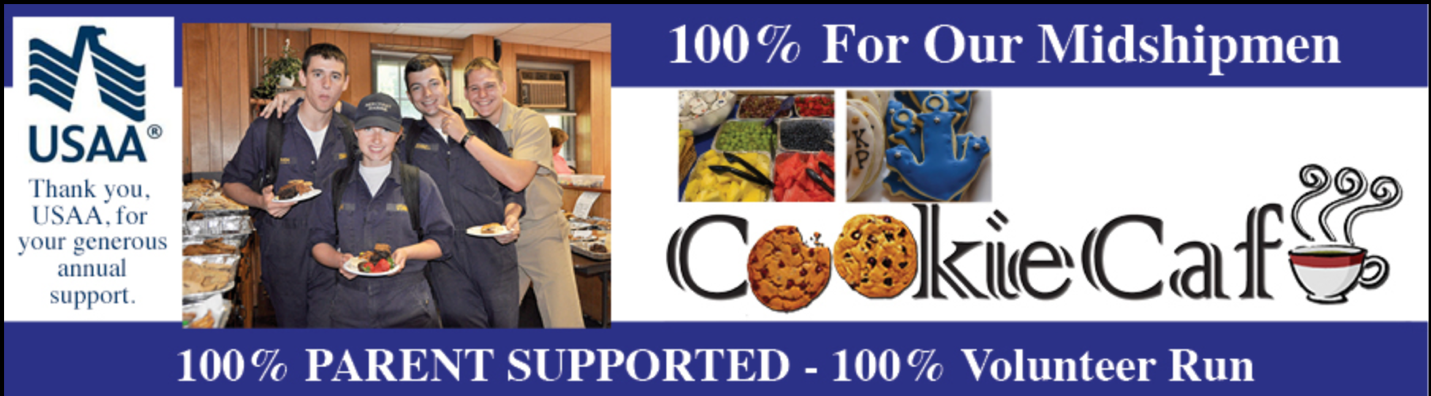 USAA®
Thank you,
USAA, for
your generous
annual
support.
100% For Our Midshipmen
KP
CookieCaf
100% PARENT SUPPORTED - 100% Volunteer Run